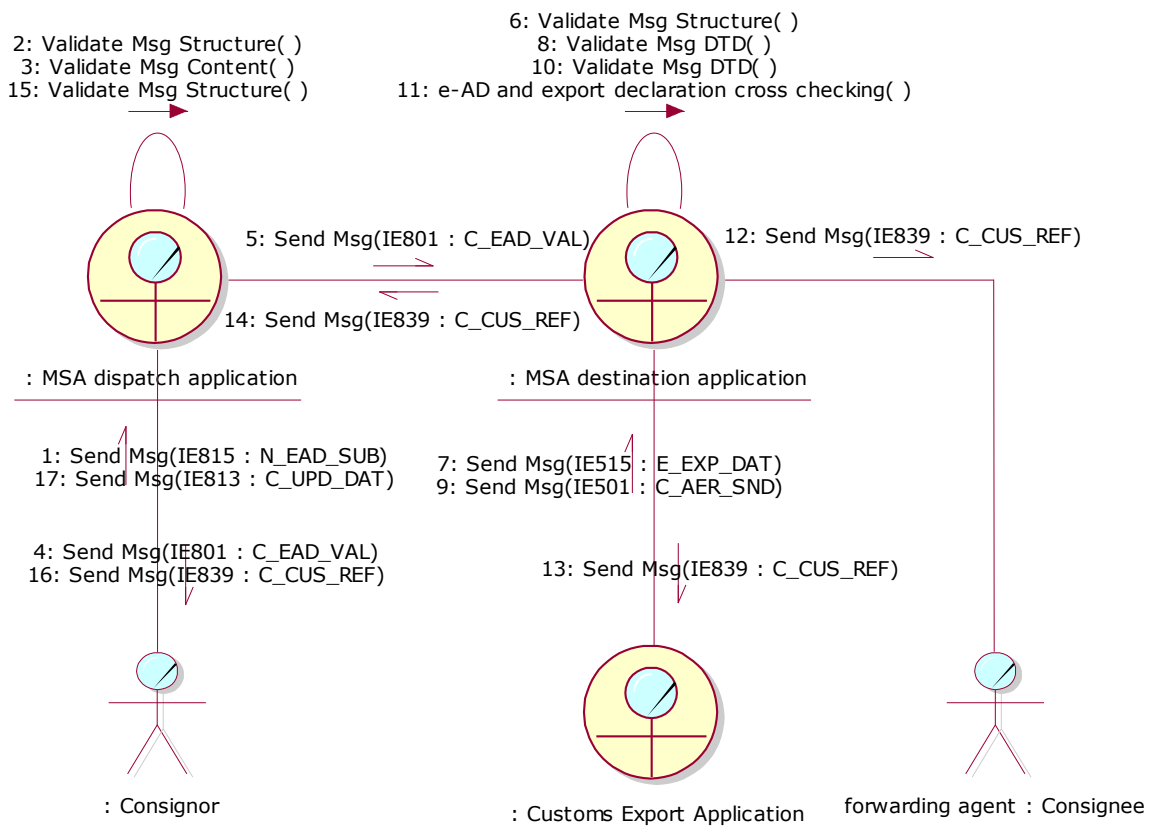 6: Validate Msg Structure( )
8: Validate Msg DTD( )
10: Validate Msg DTD( )
11: e-AD and export declaration cross checking( )
2: Validate Msg Structure( )
3: Validate Msg Content( )
15: Validate Msg Structure( )
5: Send Msg(IE801 : C_EAD_VAL)
12: Send Msg(IE839 : C_CUS_REF)
14: Send Msg(IE839 : C_CUS_REF)
: MSA dispatch application
: MSA destination application
1: Send Msg(IE815 : N_EAD_SUB)
17: Send Msg(IE813 : C_UPD_DAT)
7: Send Msg(IE515 : E_EXP_DAT)
9: Send Msg(IE501 : C_AER_SND)
4: Send Msg(IE801 : C_EAD_VAL)
16: Send Msg(IE839 : C_CUS_REF)
13: Send Msg(IE839 : C_CUS_REF)
: Consignor
: Customs Export Application
forwarding agent : Consignee